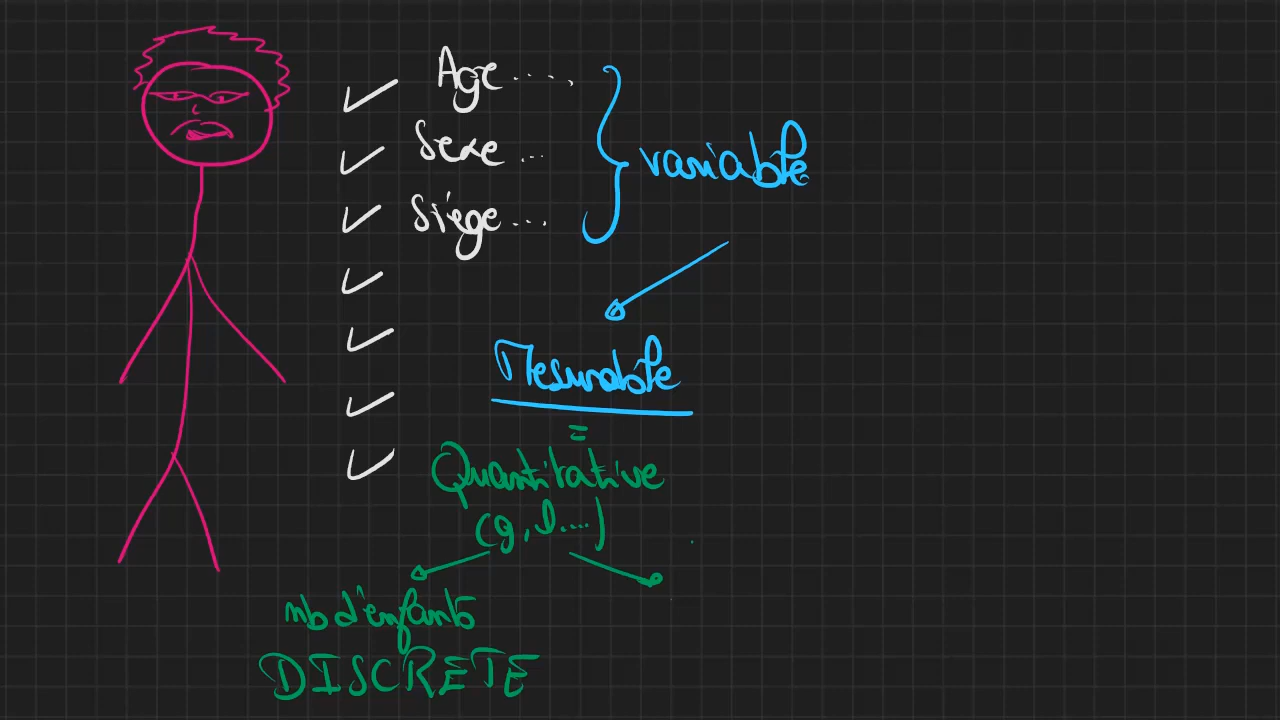 Age .....
Sexe ...
Siège ...
variable
Mesurable
=
Quantitative
(g, l....)
nb d'enfants
DISCRETE